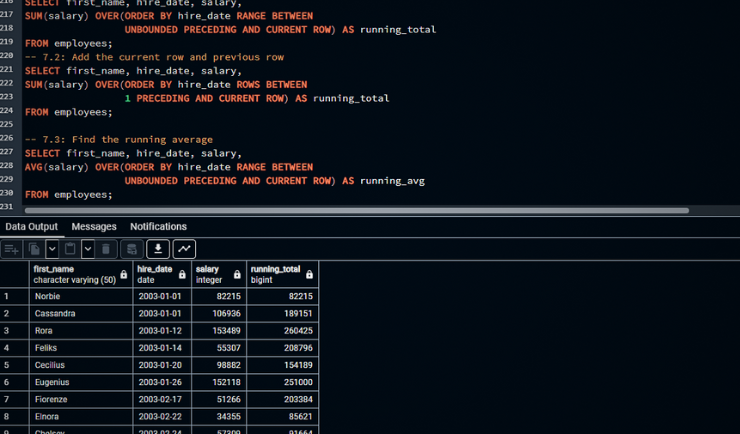 216 SELECT first_name, hire_date, salary,
217 SUM(salary) OVER(ORDER BY hire_date RANGE BETWEEN
218 UNBOUNDED PRECEDING AND CURRENT ROW) AS running_total
219 FROM employees;
220 -- 7.2: Add the current row and previous row
221 SELECT first_name, hire_date, salary,
222 SUM(salary) OVER(ORDER BY hire_date ROWS BETWEEN
223 1 PRECEDING AND CURRENT ROW) AS running_total
224 FROM employees;
225
226 -- 7.3: Find the running average
227 SELECT first_name, hire_date, salary,
228 AVG(salary) OVER(ORDER BY hire_date RANGE BETWEEN
229 UNBOUNDED PRECEDING AND CURRENT ROW) AS running_avg
230 FROM employees;
231
Data Output Messages Notifications
first_name hire_date salary running_total
character varying (50) date integer bigint
1 Norbie 2003-01-01 82215 82215
2 Cassandra 2003-01-01 106936 189151
3 Rora 2003-01-12 153489 260425
4 Feliks 2003-01-14 55307 208796
5 Cecilius 2003-01-20 98882 154189
6 Eugenius 2003-01-26 152118 251000
7 Fiorenze 2003-02-17 51266 203384
8 Elnora 2003-02-22 34355 85621
9 Chelsey 2003-02-24 57309 91664